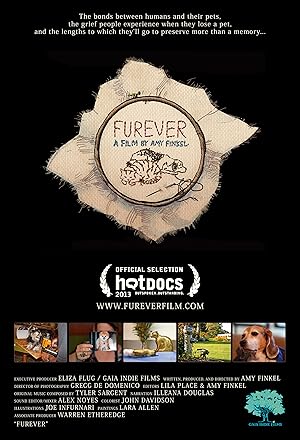 The bonds between humans and their pets,
the grief people experience when they lose a pet,
and the lengths to which they'll go to preserve more than a memory...
FUREVER
A FILM BY AMY FINKEL
OFFICIAL SELECTION
hotDOCS
2013 OUTSPOKEN. OUTSTANDING.
WWW.FUREVERFILM.COM
EXECUTIVE PRODUCER ELIZA FLUG / GAIA INDIE FILMS WRITTEN, PRODUCED, AND DIRECTED BY AMY FINKEL
DIRECTOR OF PHOTOGRAPHY GREGG DE DOMENICO EDITORS LILA PLACE & AMY FINKEL
ORIGINAL MUSIC COMPOSED BY TYLER SARGENT NARRATION ILLEANA DOUGLAS
SOUND EDITOR/MIXER ALEX NOYES COLORIST JOHN DAVIDSON
ILLUSTRATIONS JOE INFURNARI PAINTINGS LARA ALLEN
ASSOCIATE PRODUCER WARREN ETHEREDGE
"FUREVER"
GAIA INDIE FILMS